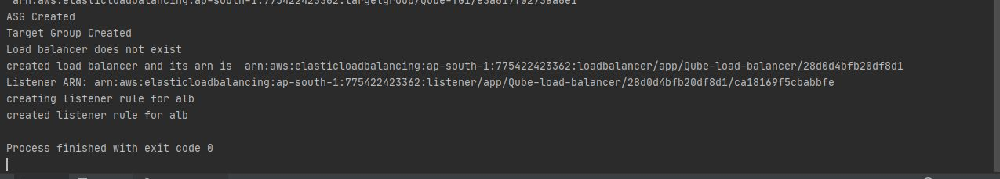 arn:aws:elasticloadbalancing:ap-south-1:775422423362:targetgroup/Qube-TG1/e3a617f0273aa6e1
ASG Created
Target Group Created
Load balancer does not exist
created load balancer and its arn is  arn:aws:elasticloadbalancing:ap-south-1:775422423362:loadbalancer/app/Qube-load-balancer/28d0d4bfb20df8d1
Listener ARN: arn:aws:elasticloadbalancing:ap-south-1:775422423362:listener/app/Qube-load-balancer/28d0d4bfb20df8d1/ca18169f5cbabbfe
creating listener rule for alb
created listener rule for alb
Process finished with exit code 0